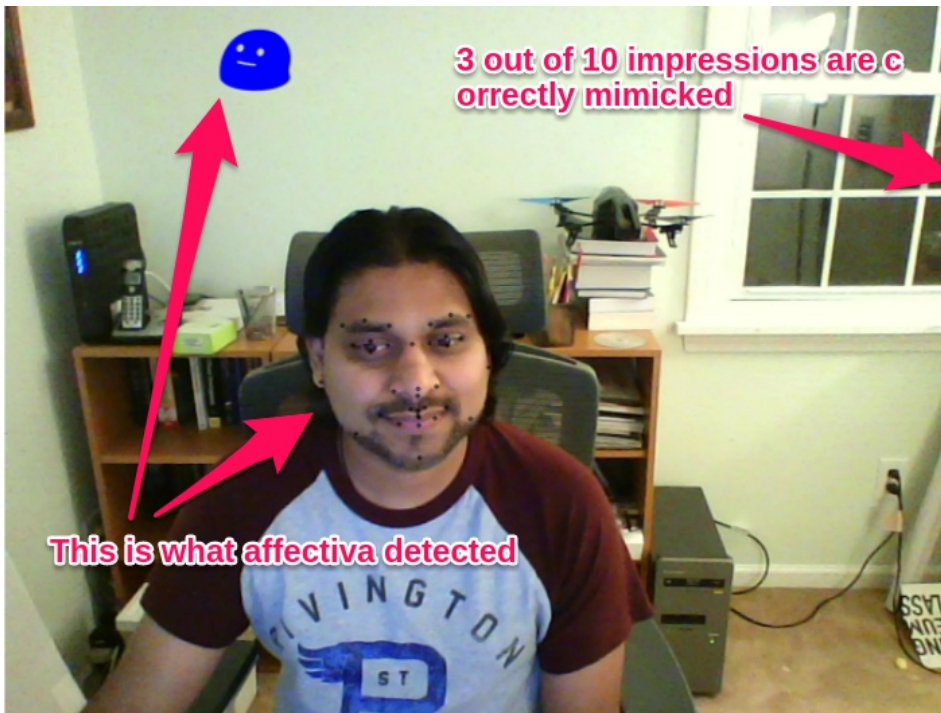 3 out of 10 impressions are c
orrectly mimicked
This is what affectiva detected
IVINGTON
ST